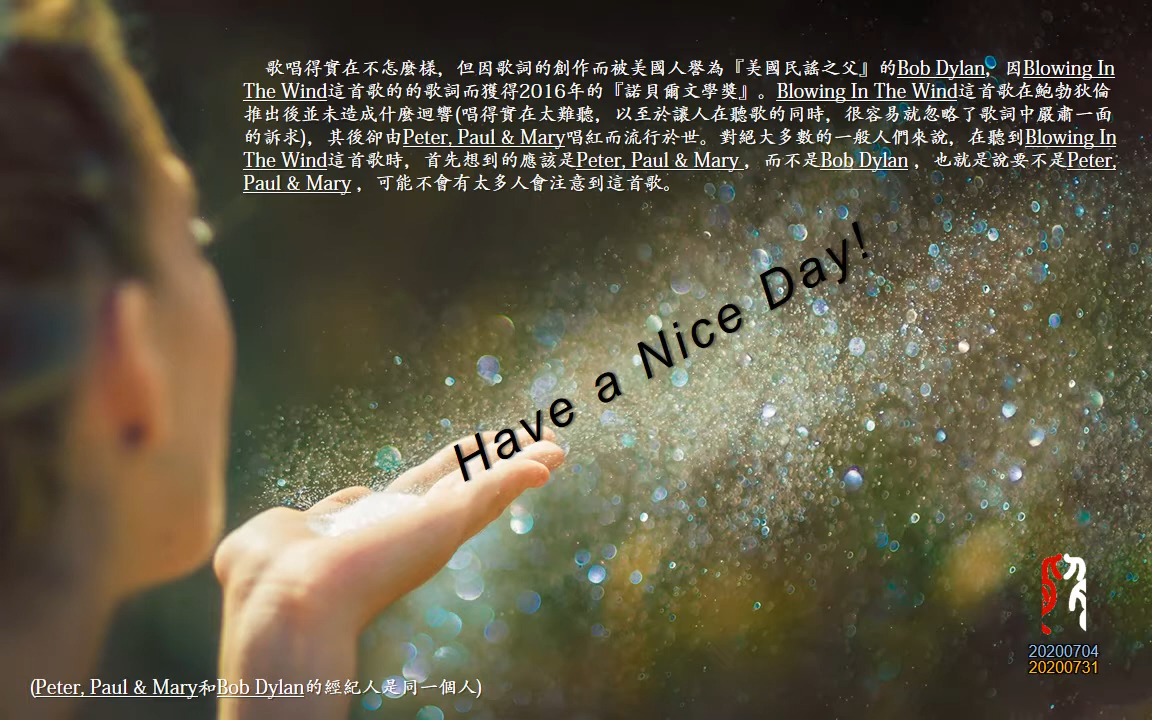 歌唱得實在不怎麼樣，但因歌詞的創作而被美國人譽為『美國民謠之父』的Bob Dylan，因Blowing In
The Wind這首歌的的歌詞而獲得2016年的『諾貝爾文學獎』。Blowing In The Wind這首歌在鮑勃狄倫
推出後並未造成什麼迴響(唱得實在太難聽，以至於讓人在聽歌的同時，很容易就忽略了歌詞中嚴肅一面
的訴求)，其後卻由Peter, Paul & Mary唱紅而流行於世。對絕大多數的一般人們來說，在聽到Blowing In
The Wind這首歌時，首先想到的應該是Peter, Paul & Mary，而不是Bob Dylan，也就是說要不是Peter,
Paul & Mary，可能不會有太多人會注意到這首歌。
Have a Nice Day!
20200704
20200731
(Peter, Paul & Mary和Bob Dylan的經紀人是同一個人)